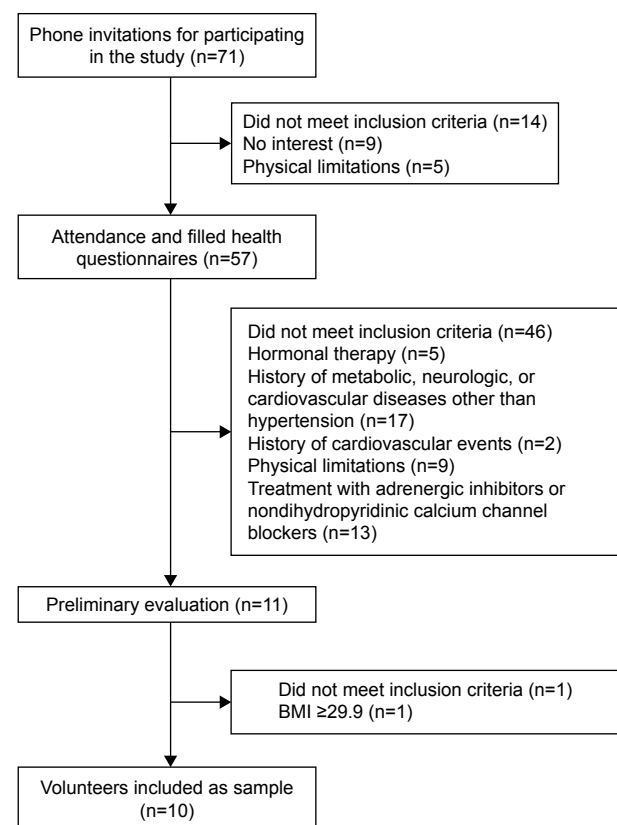 Phone invitations for participating
in the study (n=71)
Did not meet inclusion criteria (n=14)
No interest (n=9)
Physical limitations (n=5)
Attendance and filled health
questionnaires (n=57)
Did not meet inclusion criteria (n=46)
Hormonal therapy (n=5)
History of metabolic, neurologic, or
cardiovascular diseases other than
hypertension (n=17)
History of cardiovascular events (n=2)
Physical limitations (n=9)
Treatment with adrenergic inhibitors or
nondihydropyridinic calcium channel
blockers (n=13)
Preliminary evaluation (n=11)
Did not meet inclusion criteria (n=1)
BMI ≥29.9 (n=1)
Volunteers included as sample
(n=10)